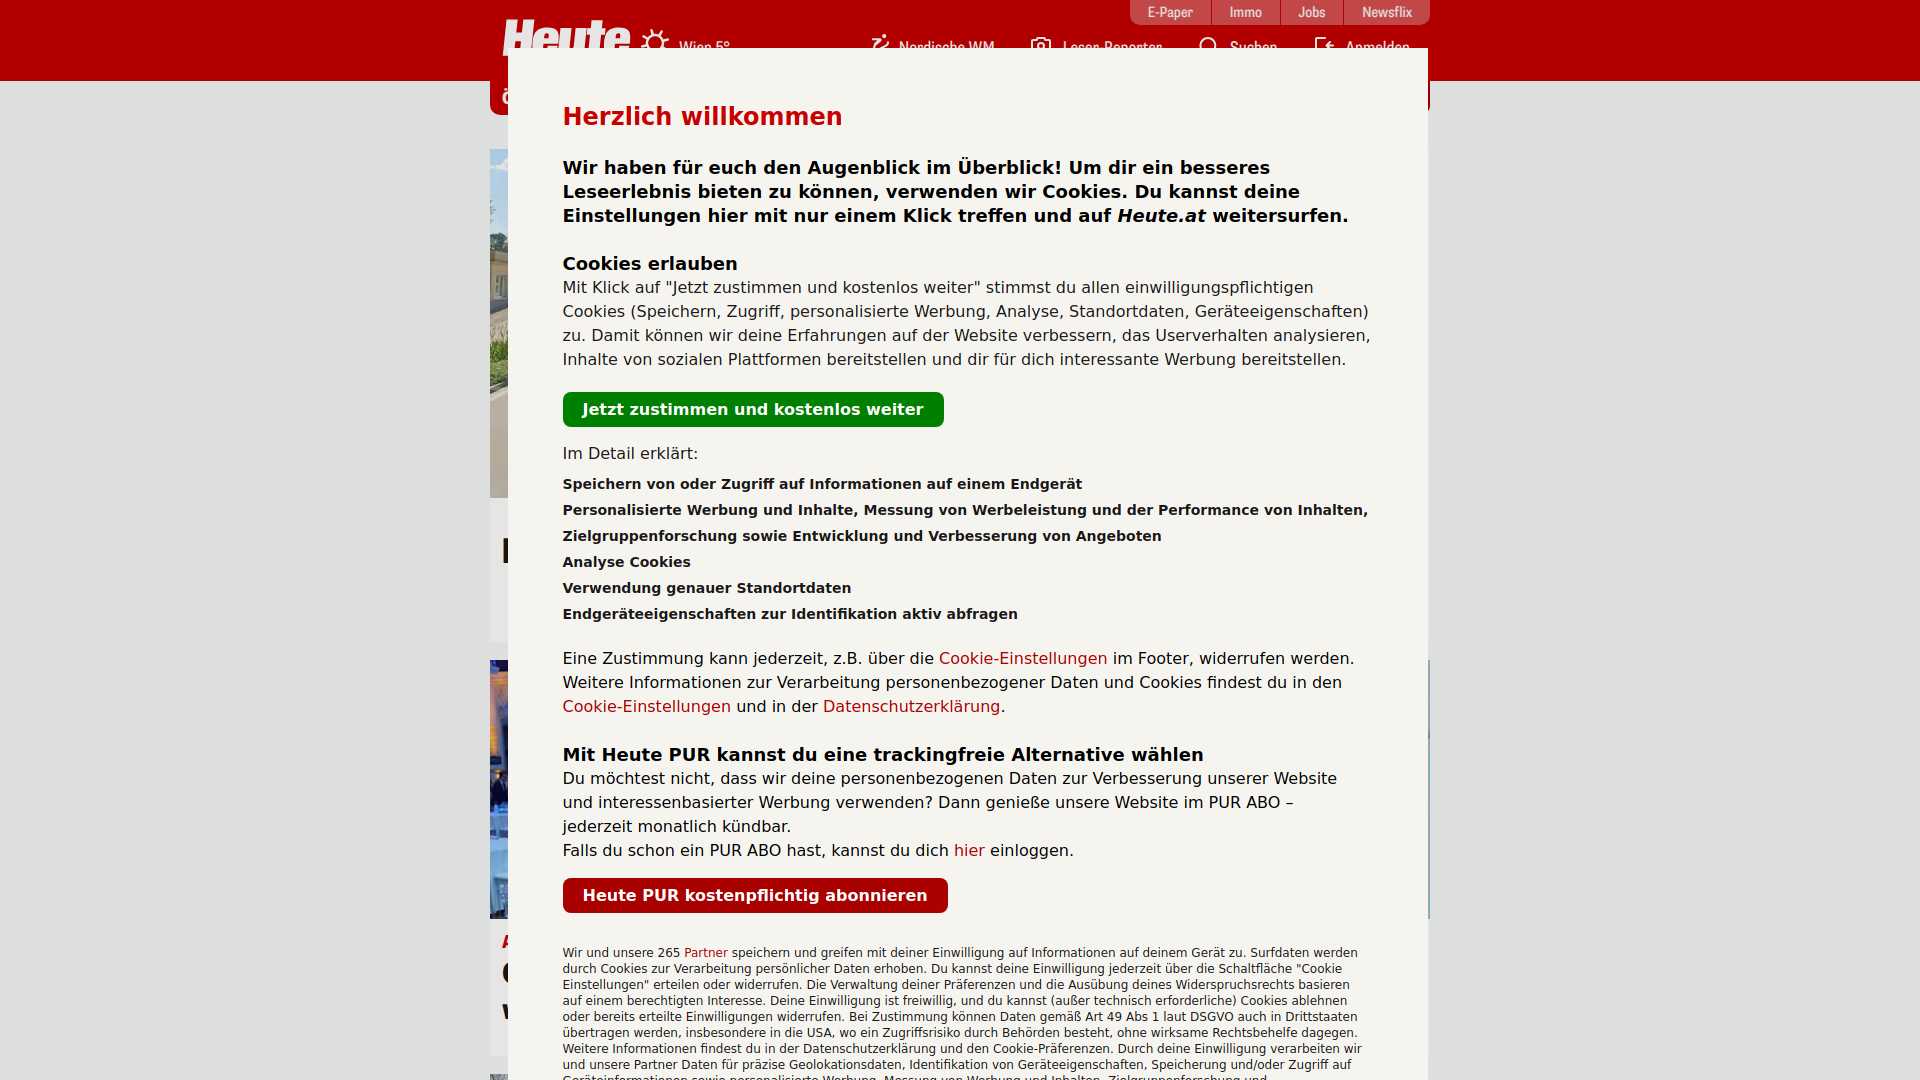 E-Paper
Immo
Jobs
Newsflix
Heute
Wien 5°
Nordische WM
Leser-Reporter
Suchen
Anmelden
Herzlich willkommen
Wir haben für euch den Augenblick im Überblick! Um dir ein besseres
Leseerlebnis bieten zu können, verwenden wir Cookies. Du kannst deine
Einstellungen hier mit nur einem Klick treffen und auf Heute.at weitersurfen.
Cookies erlauben
Mit Klick auf "Jetzt zustimmen und kostenlos weiter" stimmst du allen einwilligungspflichtigen
Cookies (Speichern, Zugriff, personalisierte Werbung, Analyse, Standortdaten, Geräteeigenschaften)
zu. Damit können wir deine Erfahrungen auf der Website verbessern, das Userverhalten analysieren,
Inhalte von sozialen Plattformen bereitstellen und dir für dich interessante Werbung bereitstellen.
Jetzt zustimmen und kostenlos weiter
Im Detail erklärt:
Speichern von oder Zugriff auf Informationen auf einem Endgerät
Personalisierte Werbung und Inhalte, Messung von Werbeleistung und der Performance von Inhalten,
Zielgruppenforschung sowie Entwicklung und Verbesserung von Angeboten
Analyse Cookies
Verwendung genauer Standortdaten
Endgeräteeigenschaften zur Identifikation aktiv abfragen
Eine Zustimmung kann jederzeit, z.B. über die Cookie-Einstellungen im Footer, widerrufen werden.
Weitere Informationen zur Verarbeitung personenbezogener Daten und Cookies findest du in den
Cookie-Einstellungen und in der Datenschutzerklärung.
Mit Heute PUR kannst du eine trackingfreie Alternative wählen
Du möchtest nicht, dass wir deine personenbezogenen Daten zur Verbesserung unserer Website
und interessenbasierter Werbung verwenden? Dann genieße unsere Website im PUR ABO –
jederzeit monatlich kündbar.
Falls du schon ein PUR ABO hast, kannst du dich hier einloggen.
Heute PUR kostenpflichtig abonnieren
Wir und unsere 265 Partner speichern und greifen mit deiner Einwilligung auf Informationen auf deinem Gerät zu. Surfdaten werden
durch Cookies zur Verarbeitung persönlicher Daten erhoben. Du kannst deine Einwilligung jederzeit über die Schaltfläche "Cookie
Einstellungen" erteilen oder widerrufen. Die Verwaltung deiner Präferenzen und die Ausübung deines Widerspruchsrechts basieren
auf einem berechtigten Interesse. Deine Einwilligung ist freiwillig, und du kannst (außer technisch erforderliche) Cookies ablehnen
oder bereits erteilte Einwilligungen widerrufen. Bei Zustimmung können Daten gemäß Art 49 Abs 1 laut DSGVO auch in Drittstaaten
übertragen werden, insbesondere in die USA, wo ein Zugriffsrisiko durch Behörden besteht, ohne wirksame Rechtsbehelfe dagegen.
Weitere Informationen findest du in der Datenschutzerklärung und den Cookie-Präferenzen. Durch deine Einwilligung verarbeiten wir
und unsere Partner Daten für präzise Geolokationsdaten, Identifikation von Geräteeigenschaften, Speicherung und/oder Zugriff auf
Geräteinformationen sowie personalisierte Werbung, Messung von Werbung und Inhalten, Zielgruppenforschung und